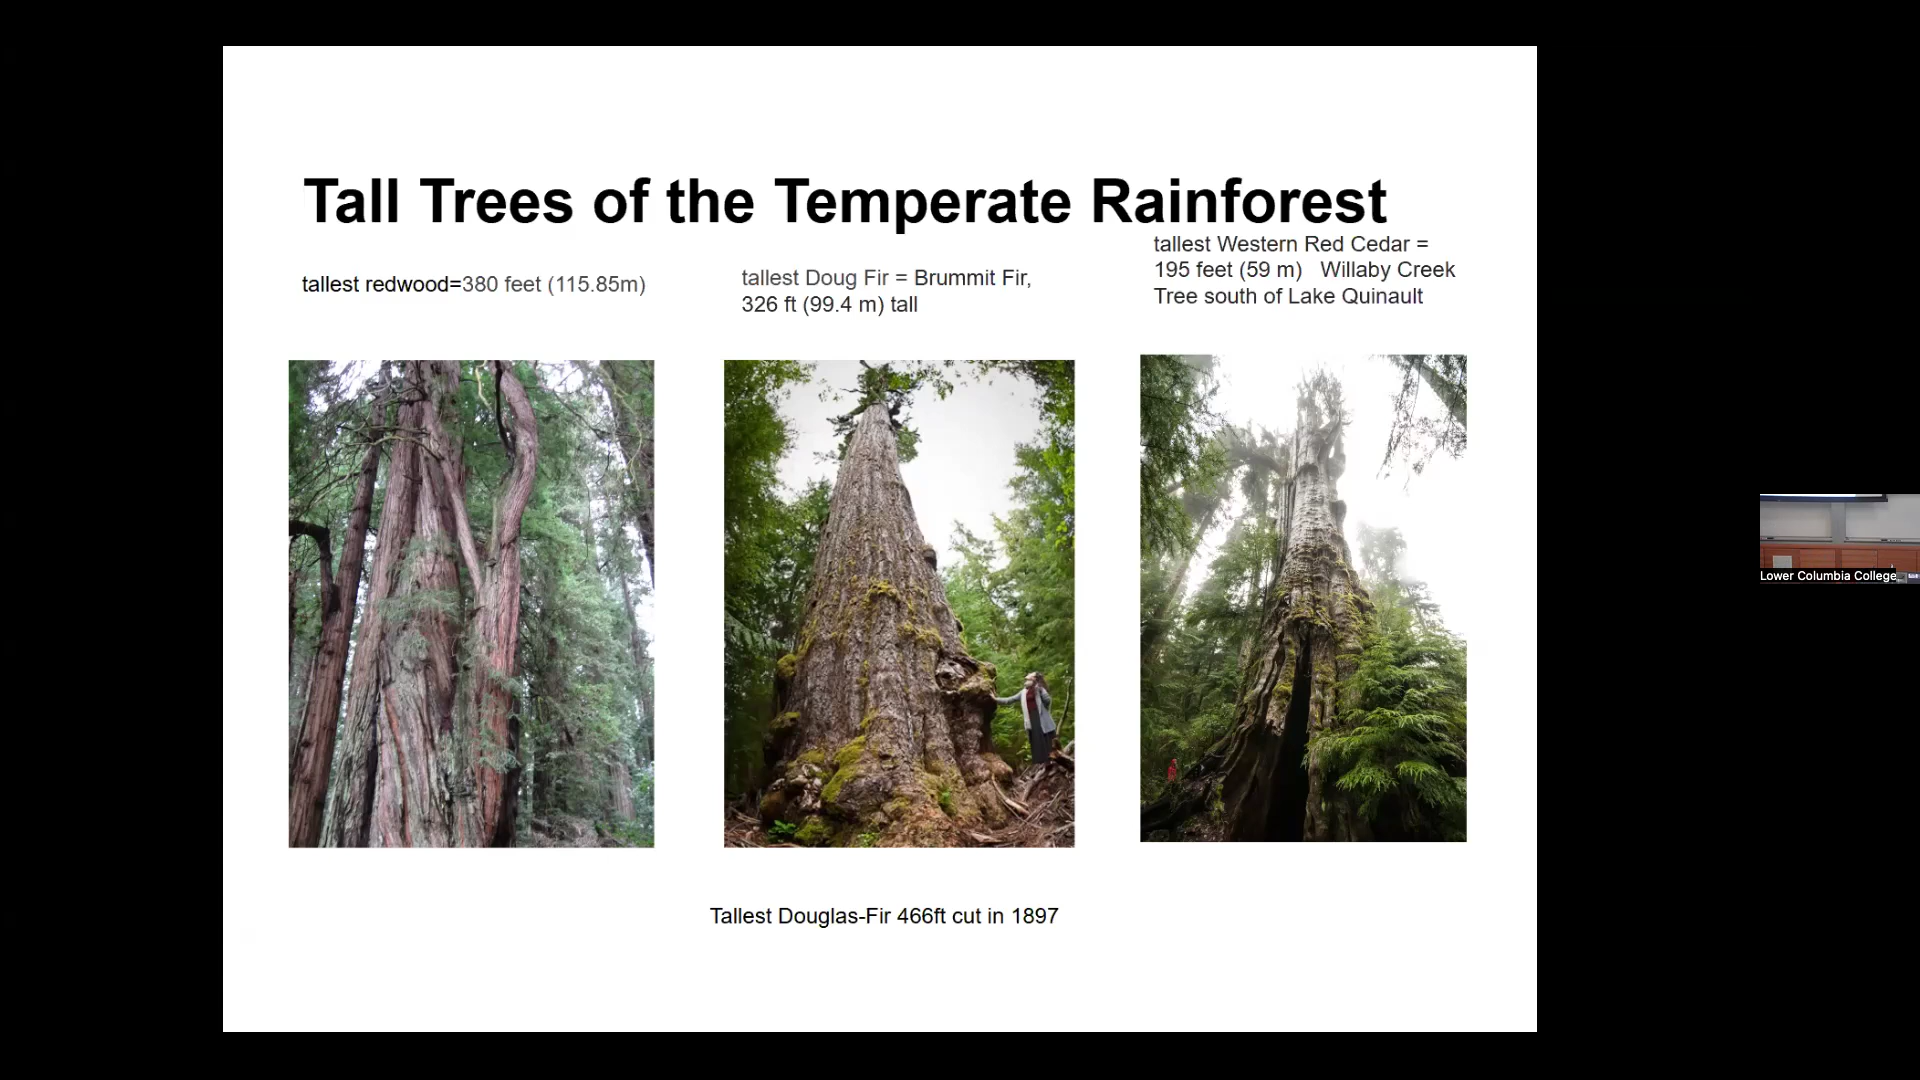 Tall Trees of the Temperate Rainforest
tallest redwood=380 feet (115.85m)
tallest Doug Fir = Brummit Fir,
326 ft (99.4 m) tall
tallest Western Red Cedar =
195 feet (59 m) Willaby Creek
Tree south of Lake Quinault
Tallest Douglas-Fir 466ft cut in 1897
Lower Columbia College